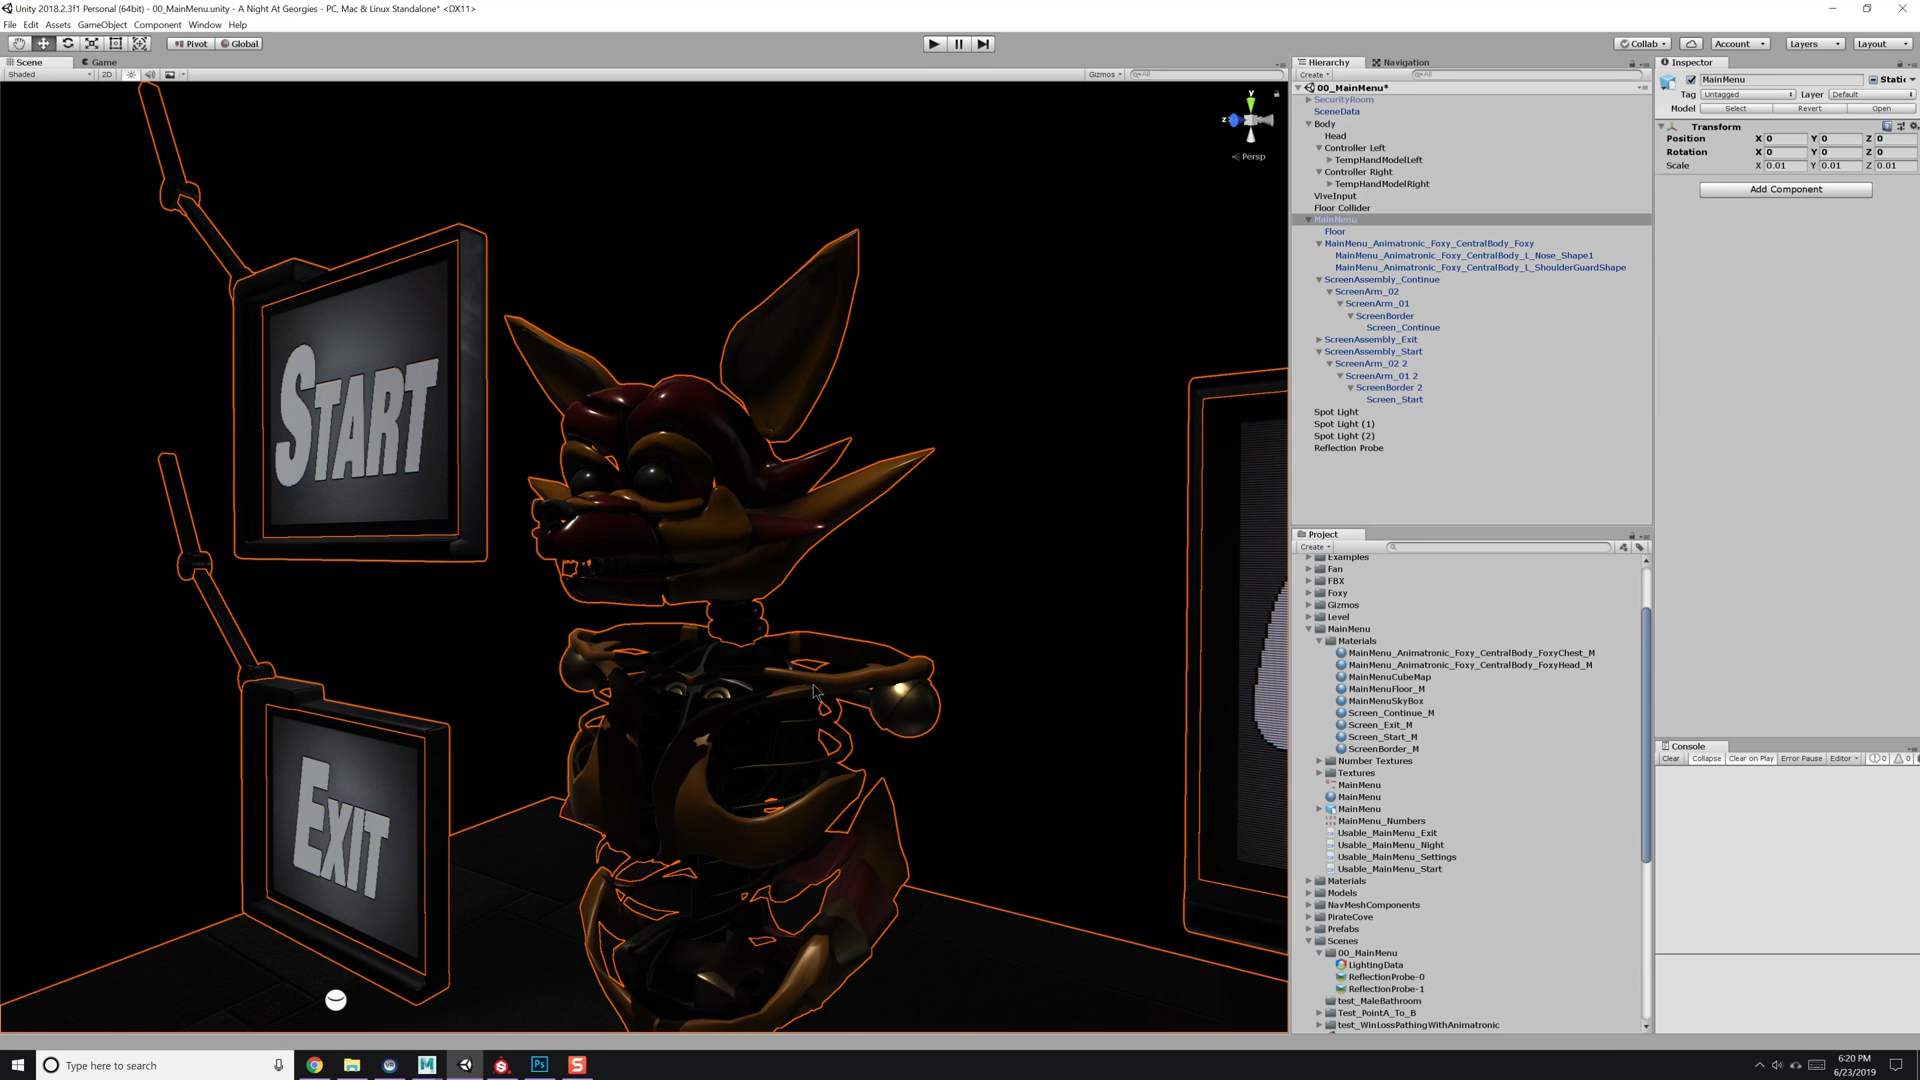 Unity 2018.2.3f1 Personal (64bit) - 00_MainMenu.unity - A Night At Georgies - PC, Mac & Linux Standalone* <DX11>
File Edit Assets GameObject Component Window Help
Pivot Global Collab Account Layers Layout
Scene Game
Shaded 2D Gizmos All
y
z
Persp
START
EXIT
Hierarchy Navigation
Create All
00_MainMenu*
SecurityRoom
SceneData
Body
Head
Controller Left
TempHandModelLeft
Controller Right
TempHandModelRight
ViveInput
Floor Collider
MainMenu
Floor
MainMenu_Animatronic_Foxy_CentralBody_Foxy
MainMenu_Animatronic_Foxy_CentralBody_L_Nose_Shape1
MainMenu_Animatronic_Foxy_CentralBody_L_ShoulderGuardShape
ScreenAssembly_Continue
ScreenArm_02
ScreenArm_01
ScreenBorder
Screen_Continue
ScreenAssembly_Exit
ScreenAssembly_Start
ScreenArm_02 2
ScreenArm_01 2
ScreenBorder 2
Screen_Start
Spot Light
Spot Light (1)
Spot Light (2)
Reflection Probe
Project
Create
Examples
Fan
FBX
Foxy
Gizmos
Level
MainMenu
Materials
MainMenu_Animatronic_Foxy_CentralBody_FoxyChest_M
MainMenu_Animatronic_Foxy_CentralBody_FoxyHead_M
MainMenuCubeMap
MainMenuFloor_M
MainMenuSkyBox
Screen_Continue_M
Screen_Exit_M
Screen_Start_M
ScreenBorder_M
Number Textures
Textures
MainMenu
MainMenu
MainMenu
MainMenu_Numbers
Usable_MainMenu_Exit
Usable_MainMenu_Night
Usable_MainMenu_Settings
Usable_MainMenu_Start
Materials
Models
NavMeshComponents
PirateCove
Prefabs
Scenes
00_MainMenu
LightingData
ReflectionProbe-0
ReflectionProbe-1
test_MaleBathroom
Test_PointA_To_B
test_WinLossPathingWithAnimatronic
Inspector
MainMenu Static
Tag Untagged Layer Default
Model Select Revert Open
Transform
Position X 0 Y 0 Z 0
Rotation X 0 Y 0 Z 0
Scale X 0.01 Y 0.01 Z 0.01
Add Component
Console
Clear Collapse Clear on Play Error Pause Editor 0 0
Type here to search
6:20 PM
6/23/2019